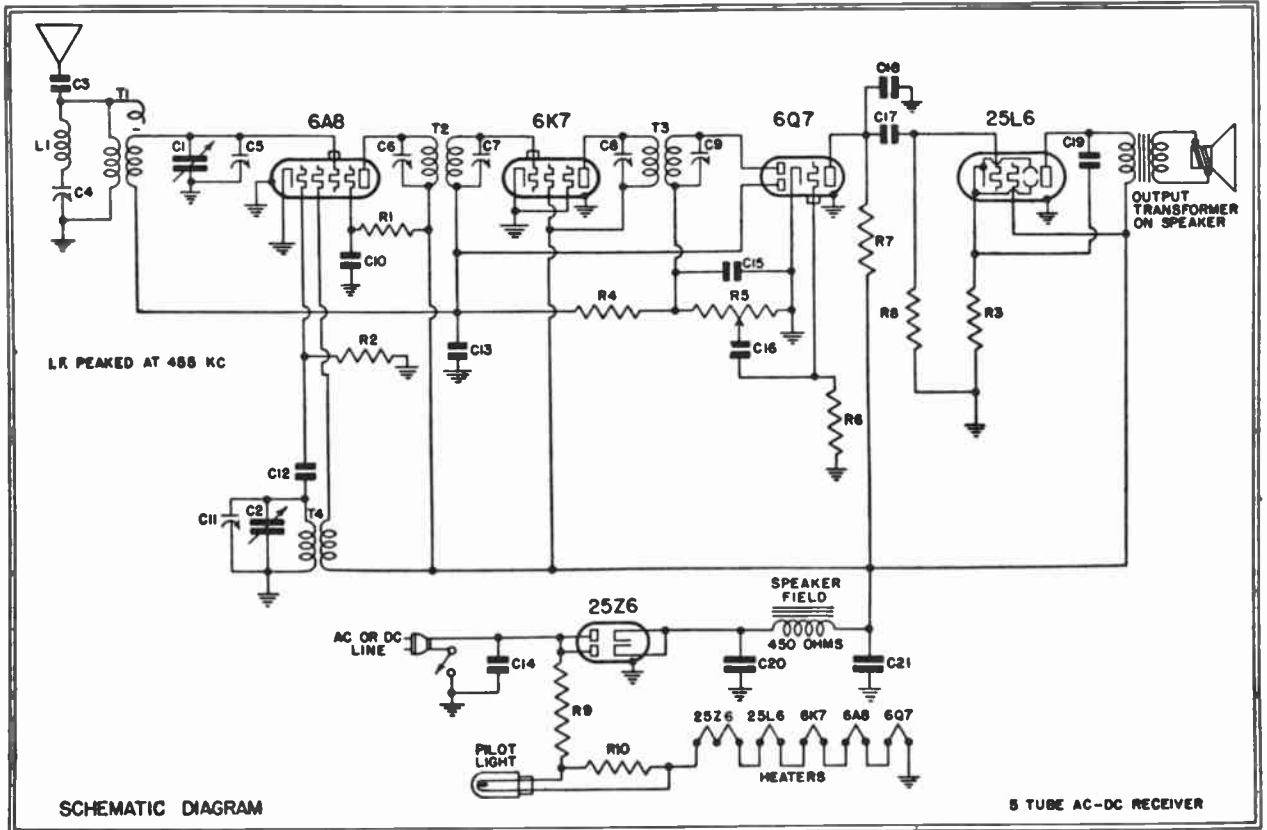 C3
T1
L1
C4
C1
C5
6A8
C6
T2
C7
6K7
C8
T3
C9
6Q7
C18
C17
25L6
C19
OUTPUT
TRANSFORMER
ON SPEAKER
R1
C10
R7
C15
R4
R5
R8
R3
I.F. PEAKED AT 455 KC
R2
C13
C16
R6
C12
C11
C2
T4
SPEAKER
FIELD
450 OHMS
25Z6
AC OR DC
LINE
C14
C20
C21
R9
25Z6 25L6 6K7 6A8 6Q7
PILOT
LIGHT
R10
HEATERS
SCHEMATIC DIAGRAM
5 TUBE AC-DC RECEIVER